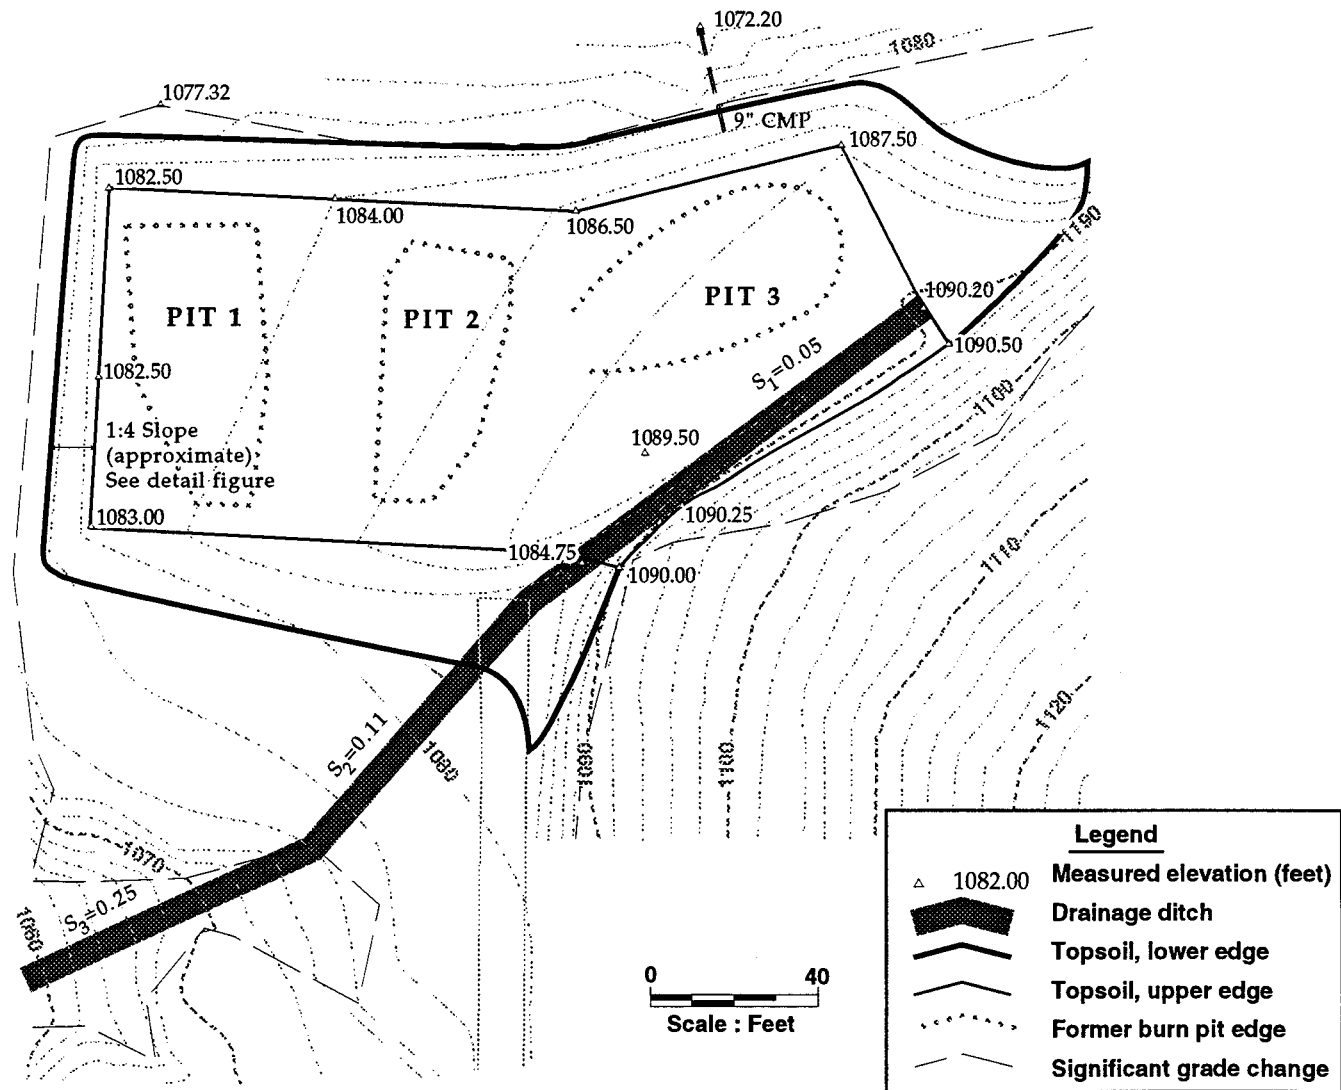 1072.20
1080
1077.32
9" CMP
1087.50
1082.50
1084.00
1086.50
1190
1090.20
PIT 1
PIT 2
PIT 3
1090.50
S1=0.05
1082.50
1100
1:4 Slope
(approximate)
See detail figure
1089.50
1083.00
1090.25
1084.75
1090.00
1110
S2=0.11
1080
1090
1100
1120
1070
S3=0.25
1060
0 40
Scale : Feet
Legend
1082.00 Measured elevation (feet)
Drainage ditch
Topsoil, lower edge
Topsoil, upper edge
Former burn pit edge
Significant grade change